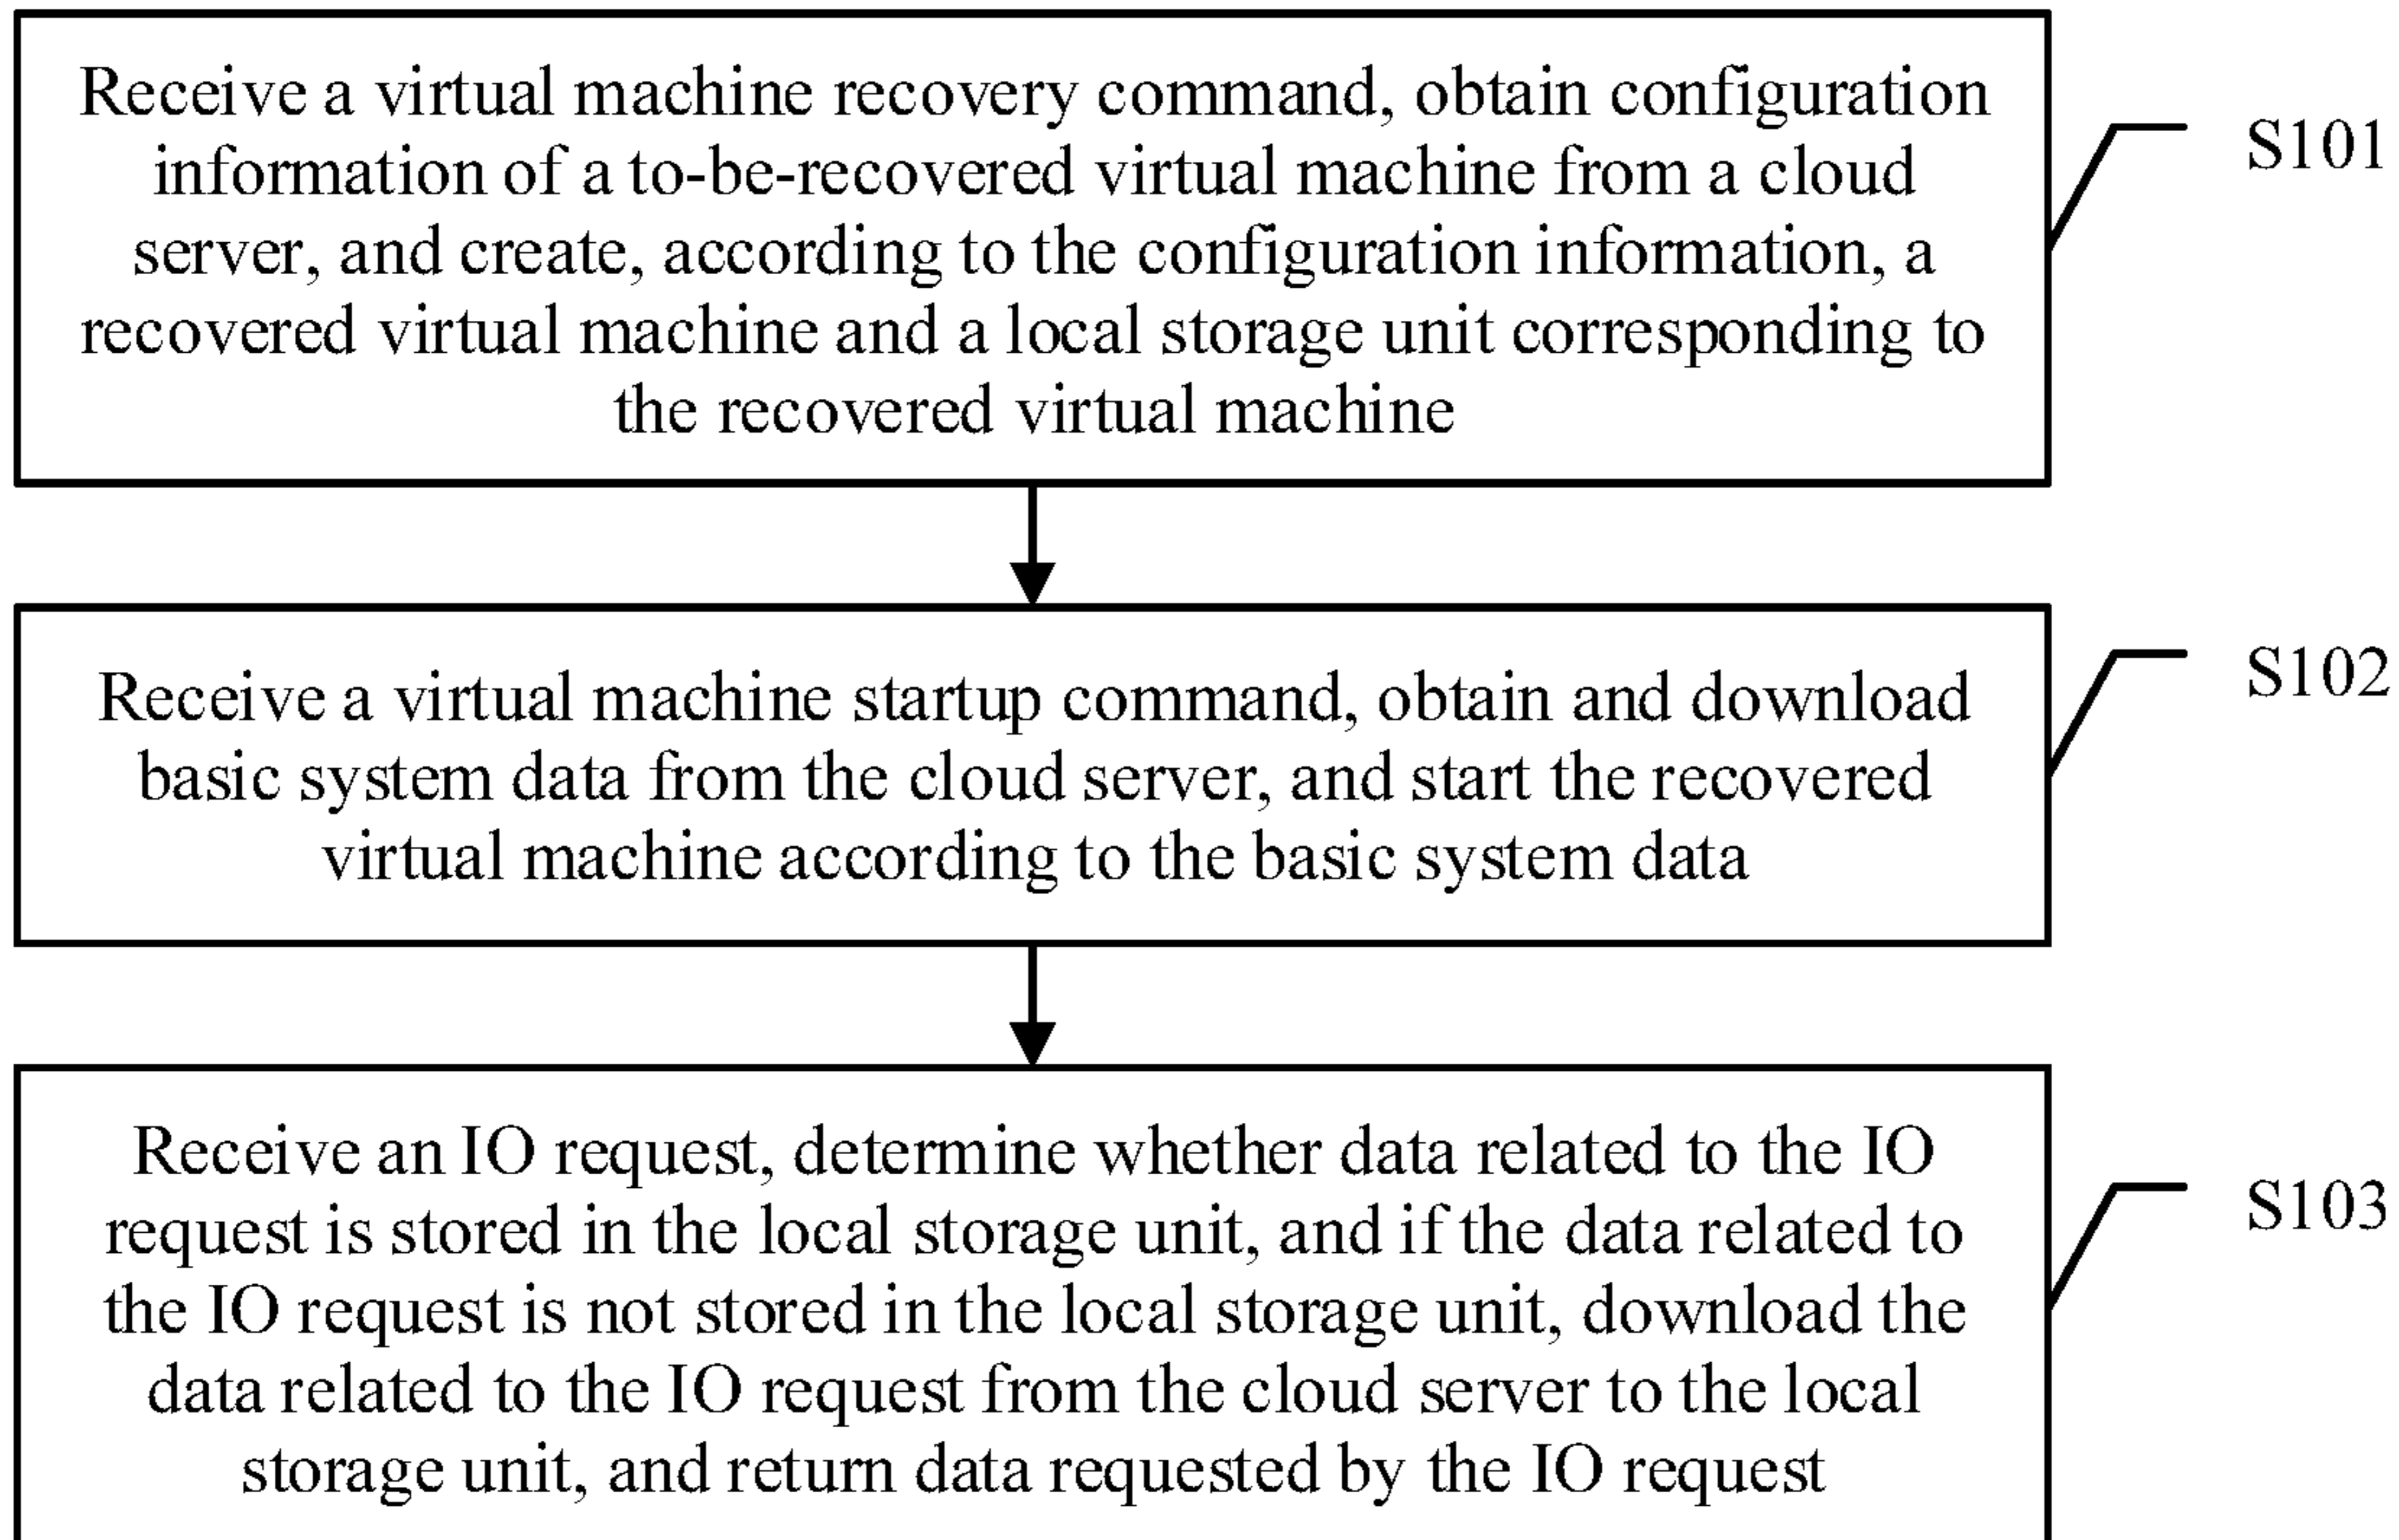 Receive a virtual machine recovery command, obtain configuration
information of a to-be-recovered virtual machine from a cloud
server, and create, according to the configuration information, a
recovered virtual machine and a local storage unit corresponding to
the recovered virtual machine
S101
Receive a virtual machine startup command, obtain and download
basic system data from the cloud server, and start the recovered
virtual machine according to the basic system data
S102
Receive an IO request, determine whether data related to the IO
request is stored in the local storage unit, and if the data related to
the IO request is not stored in the local storage unit, download the
data related to the IO request from the cloud server to the local
storage unit, and return data requested by the IO request
S103